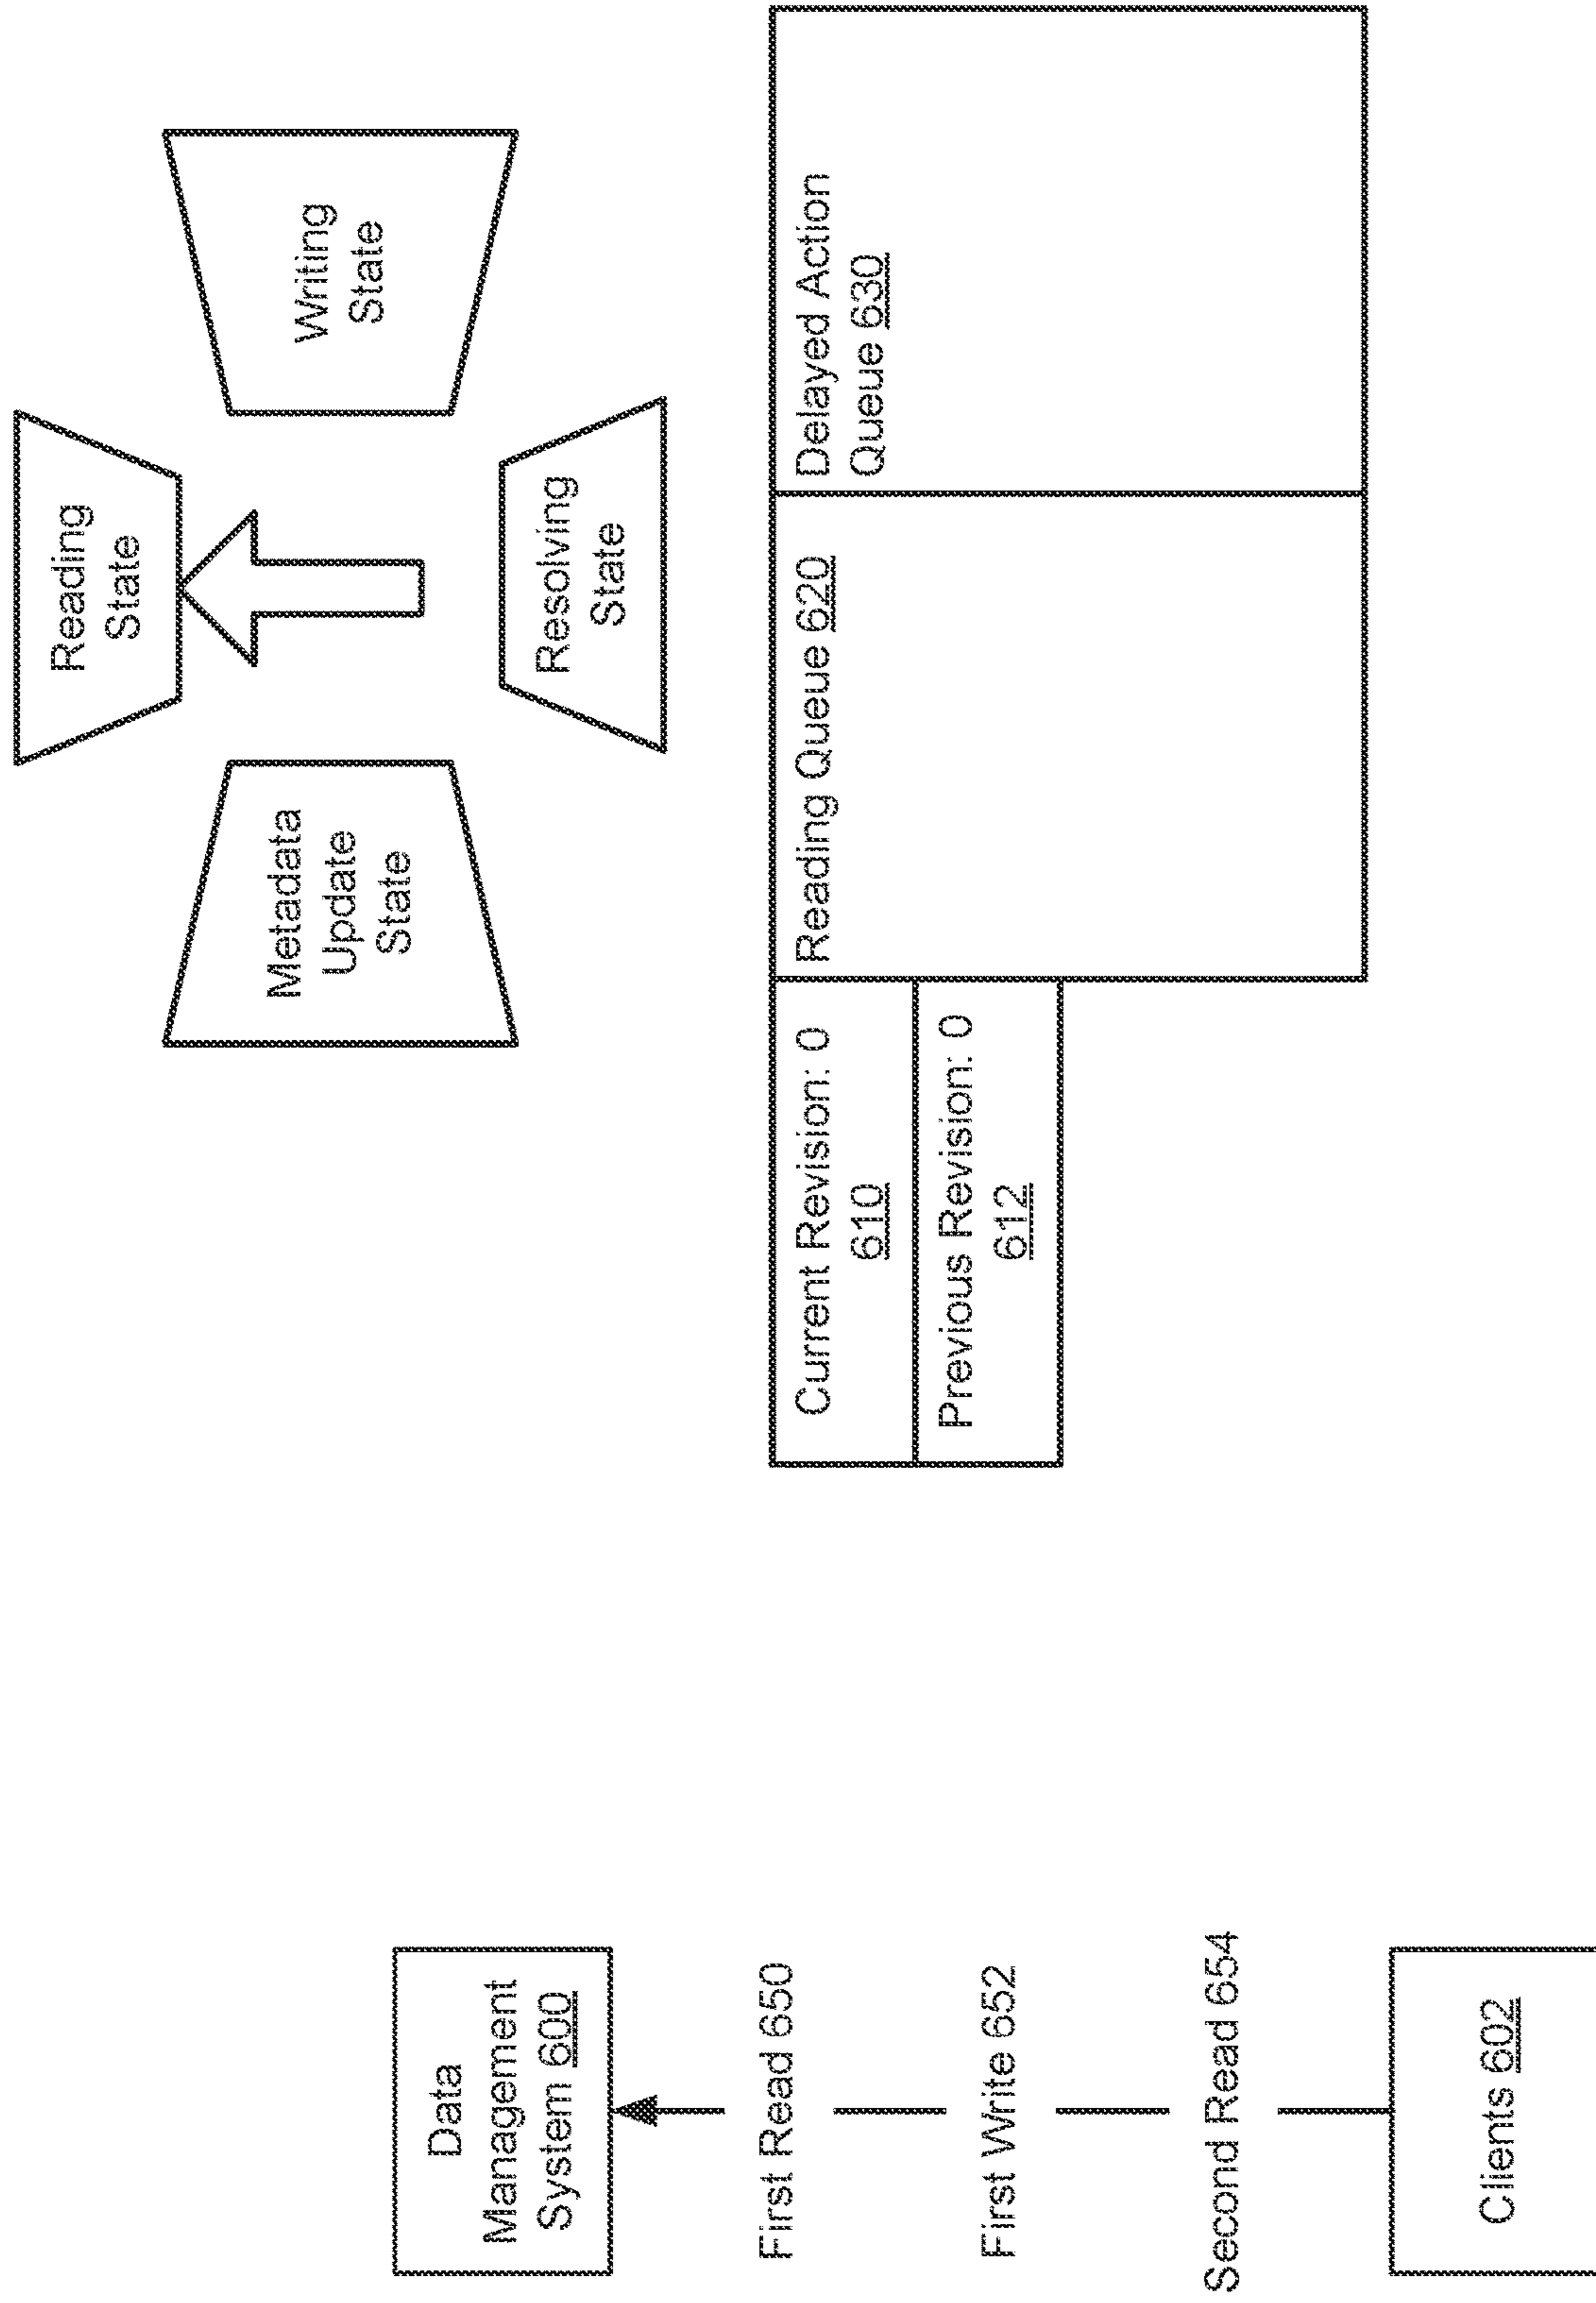 Data
Management
System 600
First Read 650
First Write 652
Second Read 654
Clients 602
Reading
State
Metadata
Update
State
Writing
State
Resolving
State
Current Revision: 0
610
Previous Revision: 0
612
Reading Queue 620
Delayed Action
Queue 630